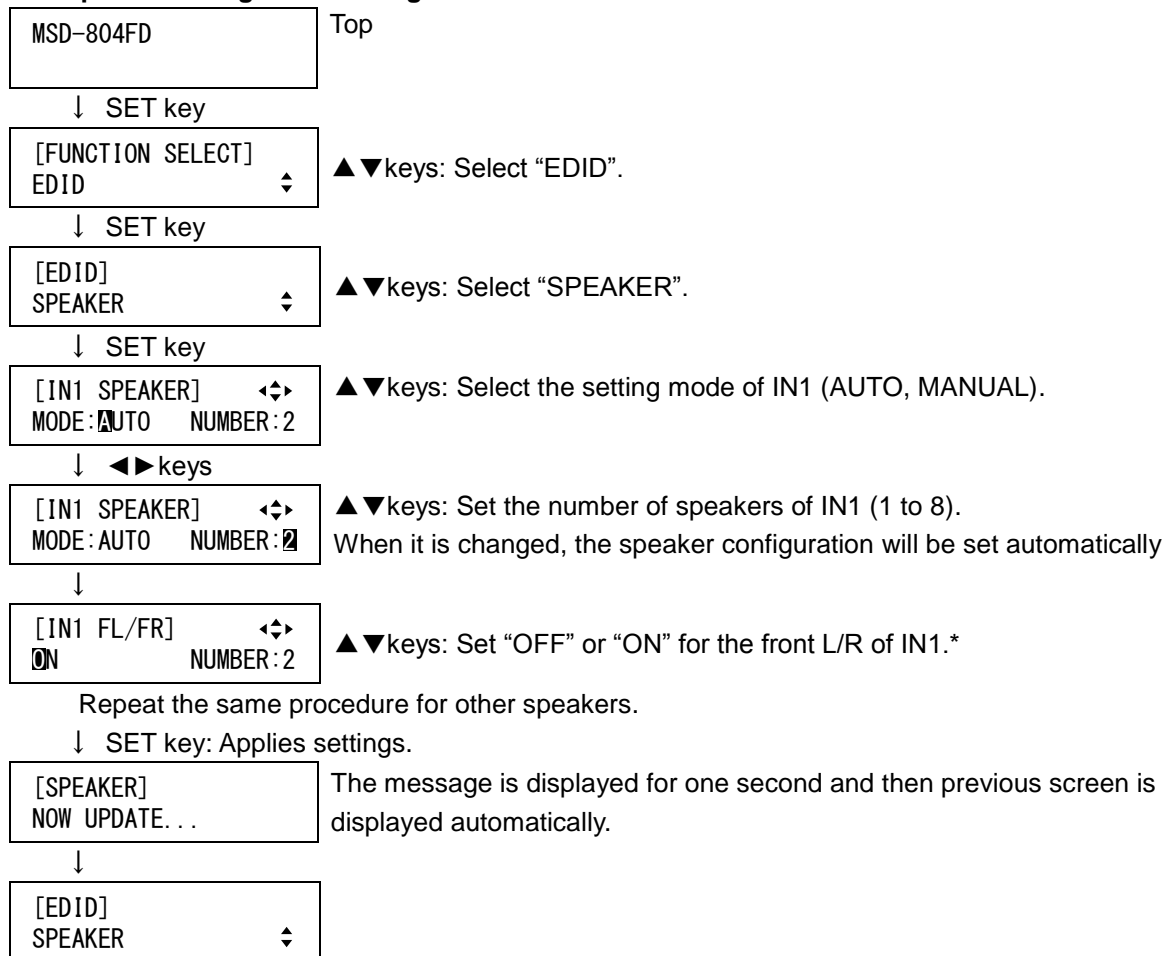 MSD-804FD
Top
↓ SET key
[FUNCTION SELECT]
EDID
▲▼keys: Select “EDID”.
↓ SET key
[EDID]
SPEAKER
▲▼keys: Select “SPEAKER”.
↓ SET key
[IN1 SPEAKER]
MODE:AUTO NUMBER:2
▲▼keys: Select the setting mode of IN1 (AUTO, MANUAL).
↓ ◄►keys
[IN1 SPEAKER]
MODE:AUTO NUMBER:2
▲▼keys: Set the number of speakers of IN1 (1 to 8).
When it is changed, the speaker configuration will be set automatically
↓
[IN1 FL/FR]
ON NUMBER:2
▲▼keys: Set “OFF” or “ON” for the front L/R of IN1.*
Repeat the same procedure for other speakers.
↓ SET key: Applies settings.
[SPEAKER]
NOW UPDATE...
The message is displayed for one second and then previous screen is
displayed automatically.
↓
[EDID]
SPEAKER